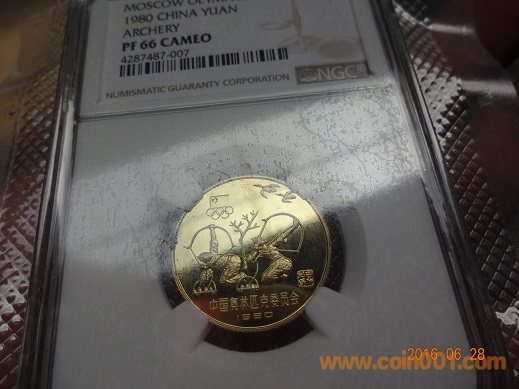 MOSCOW OLYMPI
1980 CHINA YUAN
ARCHERY
PF 66 CAMEO
4287487-007
NUMISMATIC GUARANTY CORPORATION
NGC
中国奥林匹克委员会
1980
2016 06 28
www.coin001.com